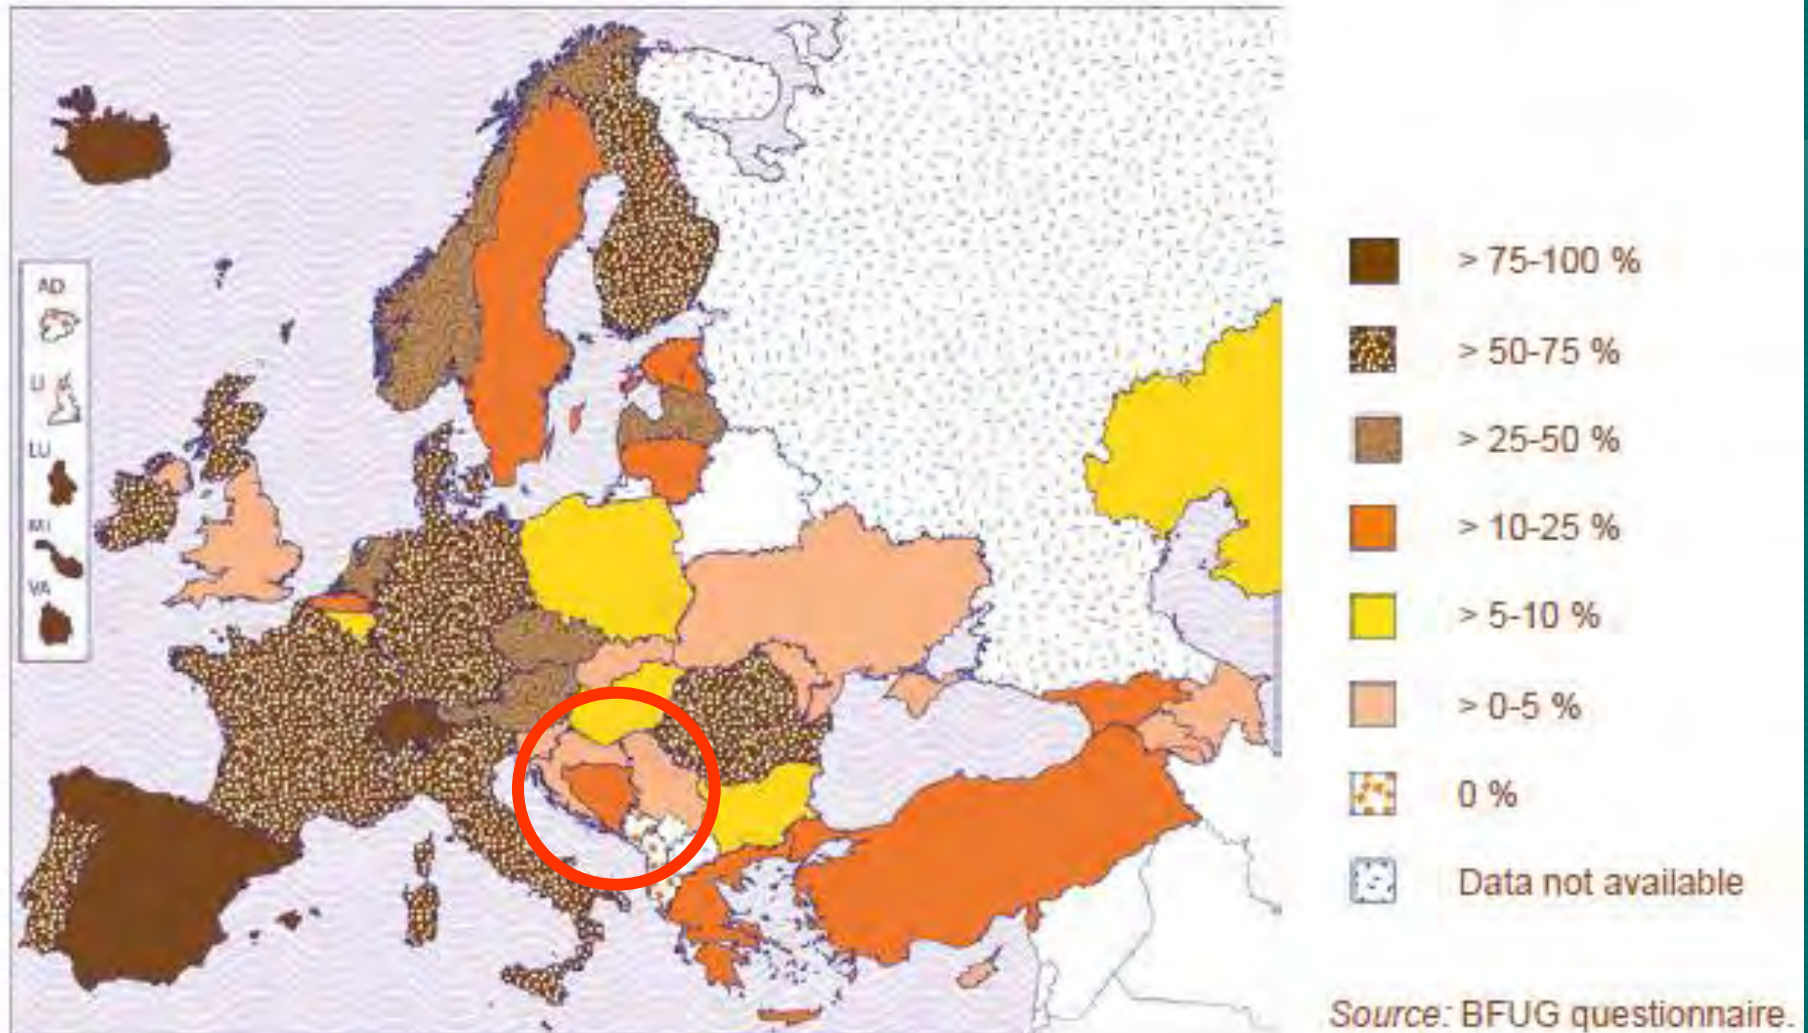 AD
LI
LU
MT
VA
> 75-100 %
> 50-75 %
> 25-50 %
> 10-25 %
> 5-10 %
> 0-5 %
0 %
Data not available
Source: BFUG questionnaire.